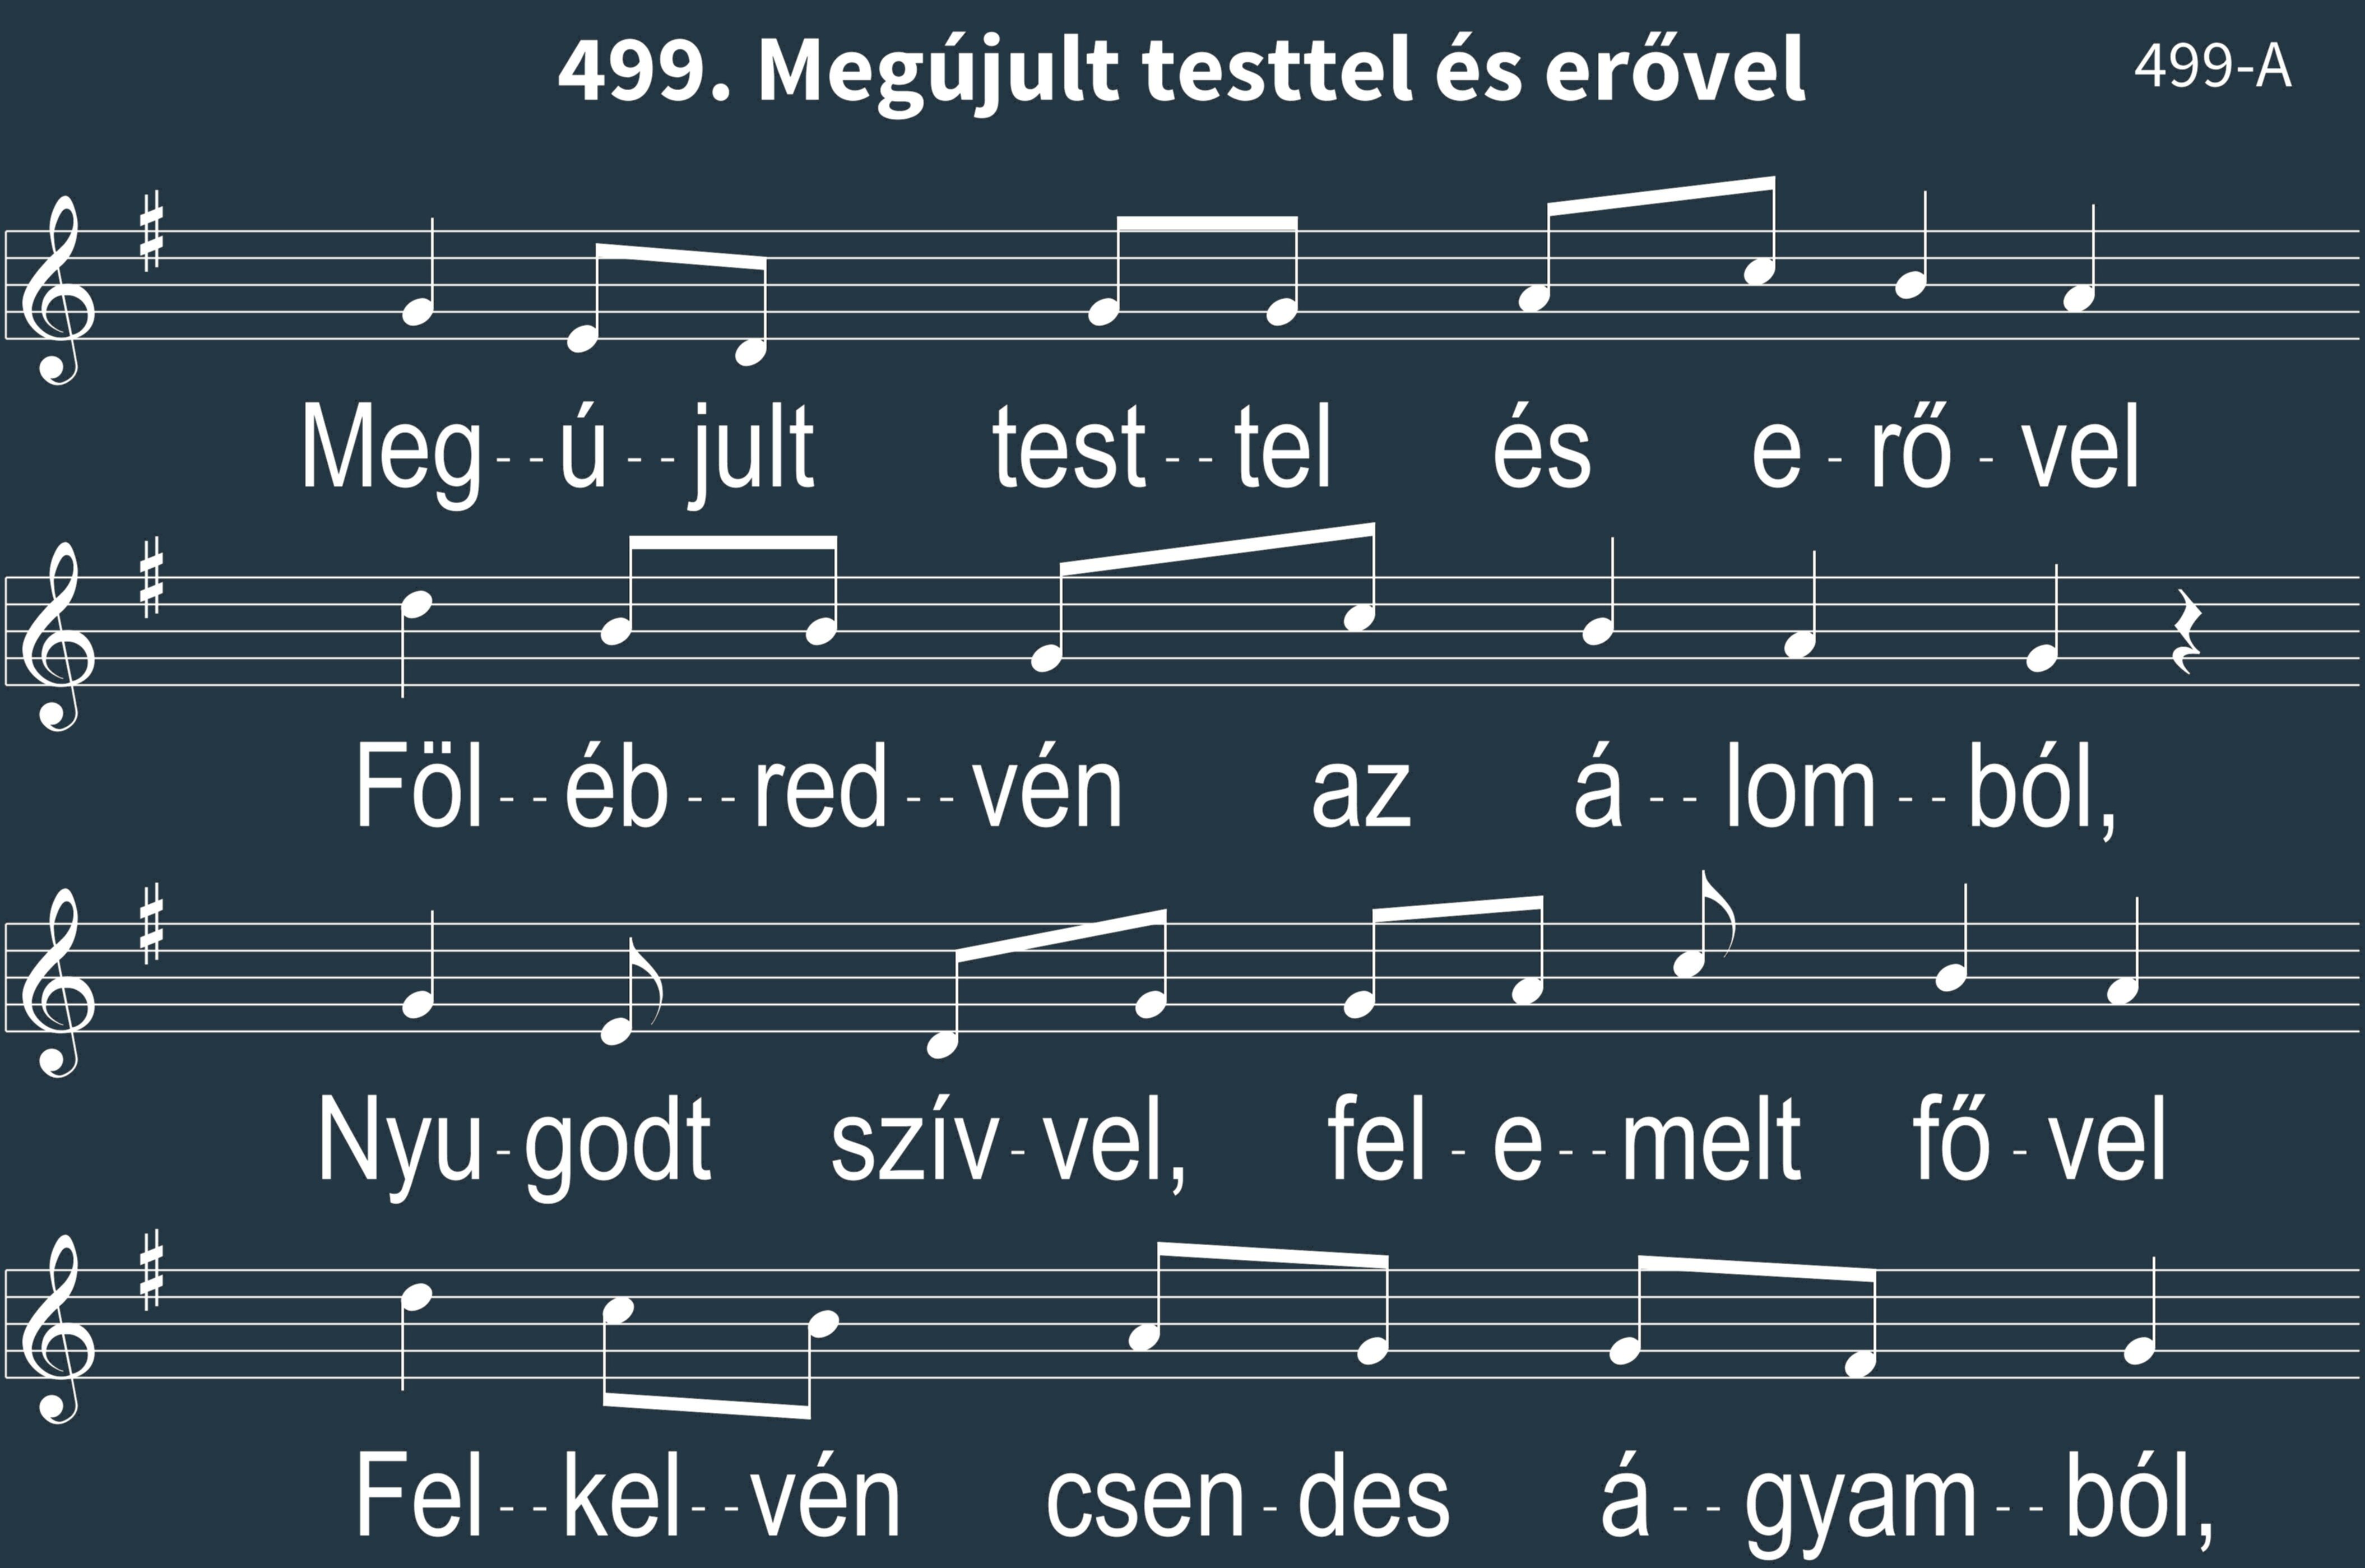 499. Megújult testtel és erővel 499-A
Meg--ú--jult test--tel és e-rő-vel
Föl--éb--red--vén az á--lom--ból,
Nyu-godt szív-vel, fel-e--melt fő-vel
Fel--kel--vén csen-des á--gyam--ból,